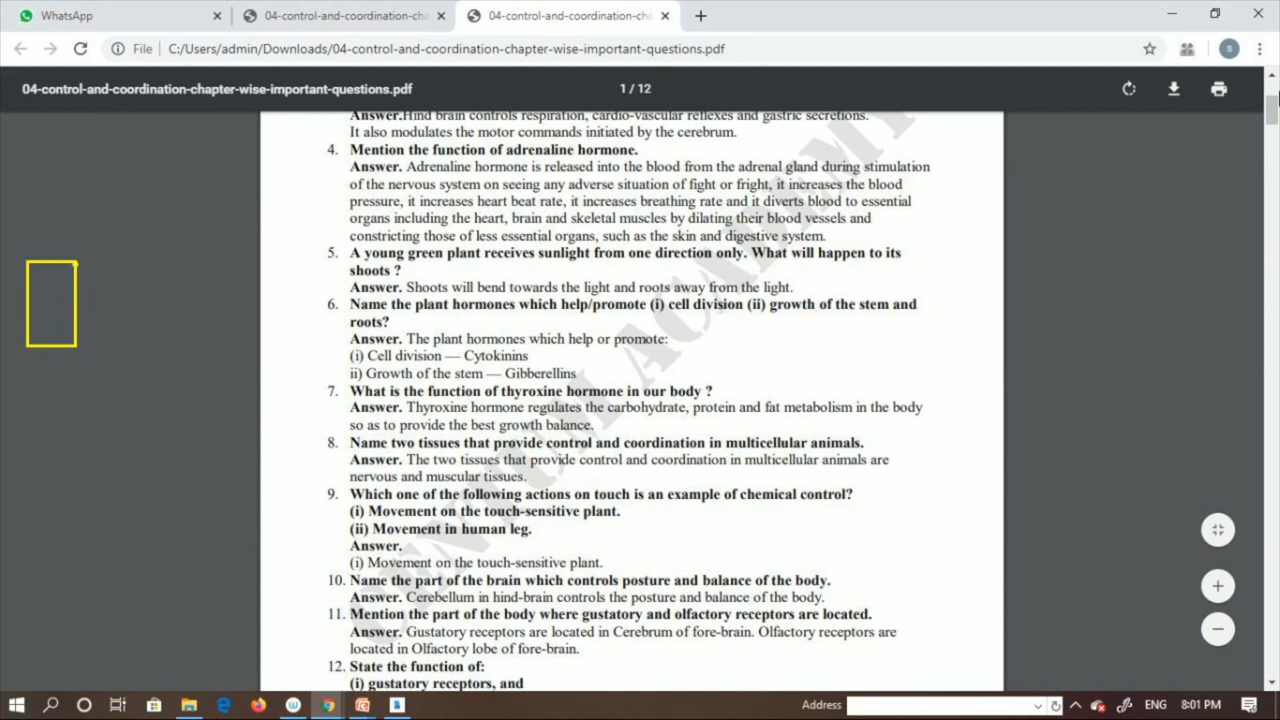 WhatsApp
04-control-and-coordination-cha
04-control-and-coordination-cha
File
C:/Users/admin/Downloads/04-control-and-coordination-chapter-wise-important-questions.pdf
S
04-control-and-coordination-chapter-wise-important-questions.pdf
1 / 12
Answer.Hind brain controls respiration, cardio-vascular reflexes and gastric secretions.
It also modulates the motor commands initiated by the cerebrum.
4. Mention the function of adrenaline hormone.
Answer. Adrenaline hormone is released into the blood from the adrenal gland during stimulation
of the nervous system on seeing any adverse situation of fight or fright, it increases the blood
pressure, it increases heart beat rate, it increases breathing rate and it diverts blood to essential
organs including the heart, brain and skeletal muscles by dilating their blood vessels and
constricting those of less essential organs, such as the skin and digestive system.
5. A young green plant receives sunlight from one direction only. What will happen to its
shoots ?
Answer. Shoots will bend towards the light and roots away from the light.
6. Name the plant hormones which help/promote (i) cell division (ii) growth of the stem and
roots?
Answer. The plant hormones which help or promote:
(i) Cell division — Cytokinins
ii) Growth of the stem — Gibberellins
7. What is the function of thyroxine hormone in our body ?
Answer. Thyroxine hormone regulates the carbohydrate, protein and fat metabolism in the body
so as to provide the best growth balance.
8. Name two tissues that provide control and coordination in multicellular animals.
Answer. The two tissues that provide control and coordination in multicellular animals are
nervous and muscular tissues.
9. Which one of the following actions on touch is an example of chemical control?
(i) Movement on the touch-sensitive plant.
(ii) Movement in human leg.
Answer.
(i) Movement on the touch-sensitive plant.
10. Name the part of the brain which controls posture and balance of the body.
Answer. Cerebellum in hind-brain controls the posture and balance of the body.
11. Mention the part of the body where gustatory and olfactory receptors are located.
Answer. Gustatory receptors are located in Cerebrum of fore-brain. Olfactory receptors are
located in Olfactory lobe of fore-brain.
12. State the function of:
(i) gustatory receptors, and
CENTUM ACADEMY
Address
ENG
8:01 PM